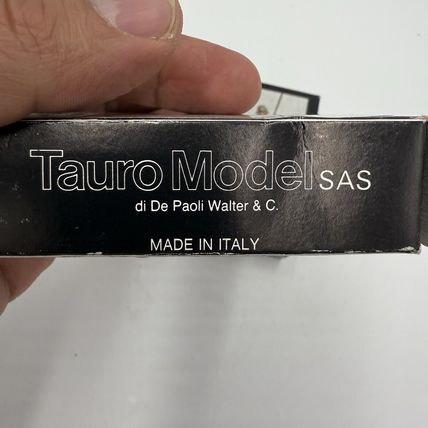 Tauro Model SAS
di De Paoli Walter & C.
MADE IN ITALY